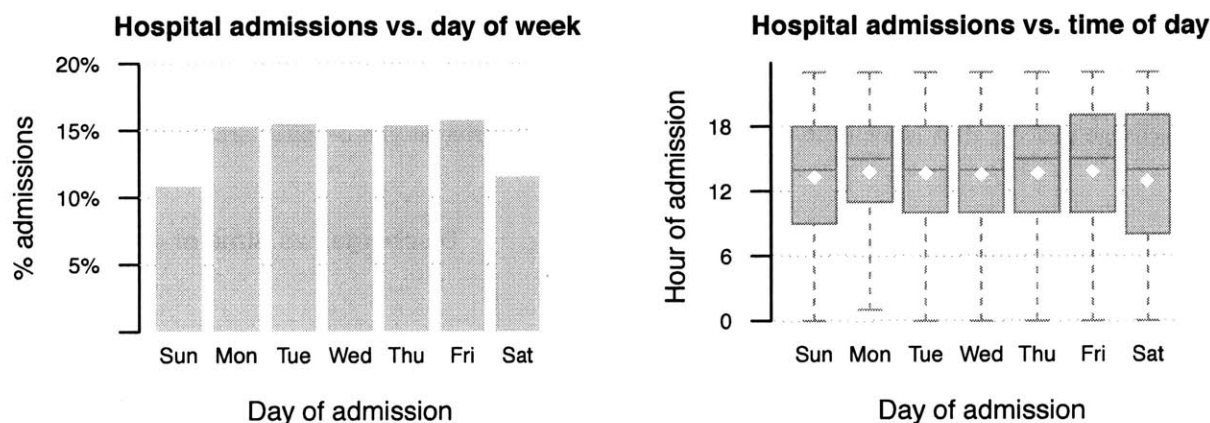 Hospital admissions vs. day of week
20%
15%
10%
5%
% admissions
Sun Mon Tue Wed Thu Fri Sat
Day of admission
Hospital admissions vs. time of day
18
12
6
0
Hour of admission
Sun Mon Tue Wed Thu Fri Sat
Day of admission